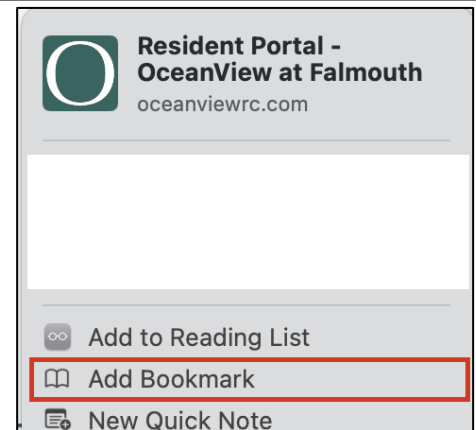 O
Resident Portal -
OceanView at Falmouth
oceanviewrc.com
Add to Reading List
Add Bookmark
New Quick Note